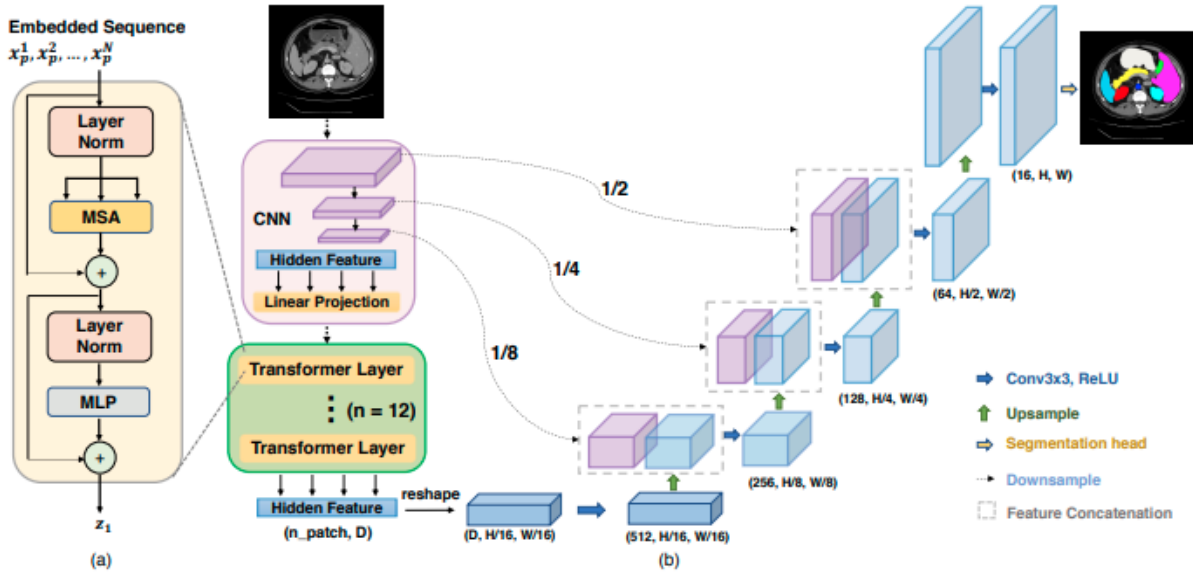 Embedded Sequence
x_p^1, x_p^2, ..., x_p^N
Layer
Norm
MSA
+
Layer
Norm
MLP
+
z_1
(a)
CNN
Hidden Feature
Linear Projection
Transformer Layer
(n = 12)
Transformer Layer
Hidden Feature
(n_patch, D)
reshape
(D, H/16, W/16)
(512, H/16, W/16)
(b)
1/2
1/4
1/8
(256, H/8, W/8)
(128, H/4, W/4)
(64, H/2, W/2)
(16, H, W)
Conv3x3, ReLU
Upsample
Segmentation head
Downsample
Feature Concatenation